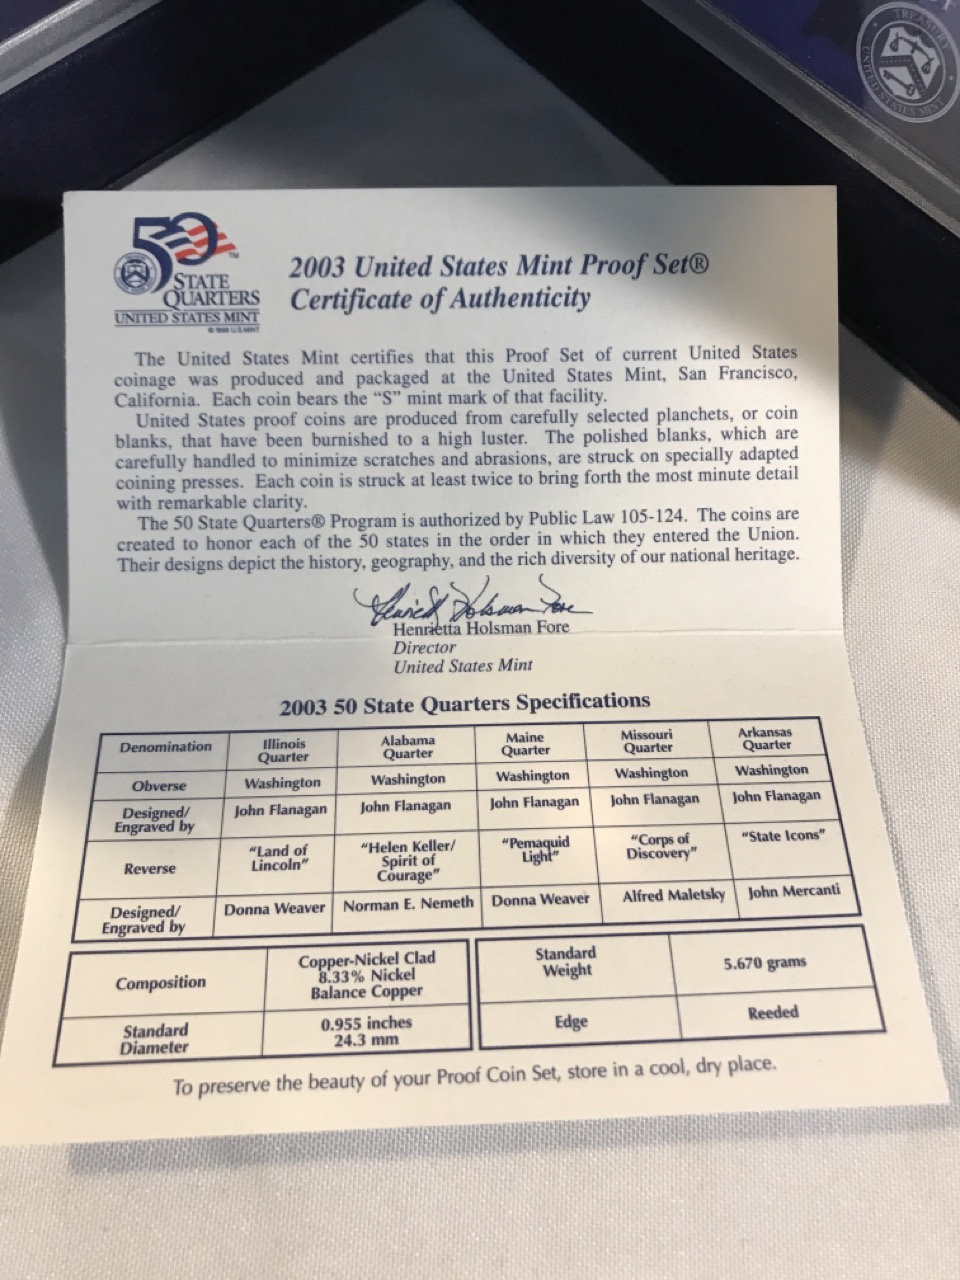 TREASURY
UNITED STATES MINT
50
STATE
QUARTERS
UNITED STATES MINT
2003 United States Mint Proof Set®
Certificate of Authenticity
The United States Mint certifies that this Proof Set of current United States
coinage was produced and packaged at the United States Mint, San Francisco,
California. Each coin bears the “S” mint mark of that facility.
United States proof coins are produced from carefully selected planchets, or coin
blanks, that have been burnished to a high luster. The polished blanks, which are
carefully handled to minimize scratches and abrasions, are struck on specially adapted
coining presses. Each coin is struck at least twice to bring forth the most minute detail
with remarkable clarity.
The 50 State Quarters® Program is authorized by Public Law 105-124. The coins are
created to honor each of the 50 states in the order in which they entered the Union.
Their designs depict the history, geography, and the rich diversity of our national heritage.
Henrietta Holsman Fore
Henrietta Holsman Fore
Director
United States Mint
2003 50 State Quarters Specifications
Denomination Illinois Quarter Alabama Quarter Maine Quarter Missouri Quarter Arkansas Quarter
Obverse Washington Washington Washington Washington Washington
Designed/ Engraved by John Flanagan John Flanagan John Flanagan John Flanagan John Flanagan
Reverse “Land of Lincoln” “Helen Keller/ Spirit of Courage” “Pemaquid Light” “Corps of Discovery” “State Icons”
Designed/ Engraved by Donna Weaver Norman E. Nemeth Donna Weaver Alfred Maletsky John Mercanti
Composition Copper-Nickel Clad 8.33% Nickel Balance Copper Standard Weight 5.670 grams
Standard Diameter 0.955 inches 24.3 mm Edge Reeded
To preserve the beauty of your Proof Coin Set, store in a cool, dry place.